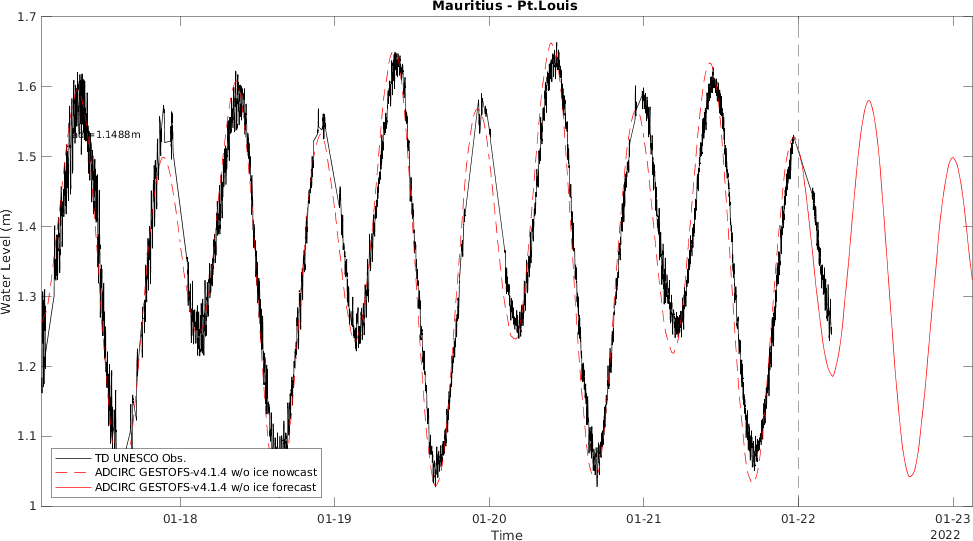 Mauritius - Pt.Louis
1.7
1.6
1.5
1.4
1.3
1.2
1.1
1
Water Level (m)
=1.1488m
TD UNESCO Obs.
ADCIRC GESTOFS-v4.1.4 w/o ice nowcast
ADCIRC GESTOFS-v4.1.4 w/o ice forecast
01-18
01-19
01-20
01-21
01-22
01-23
Time
2022